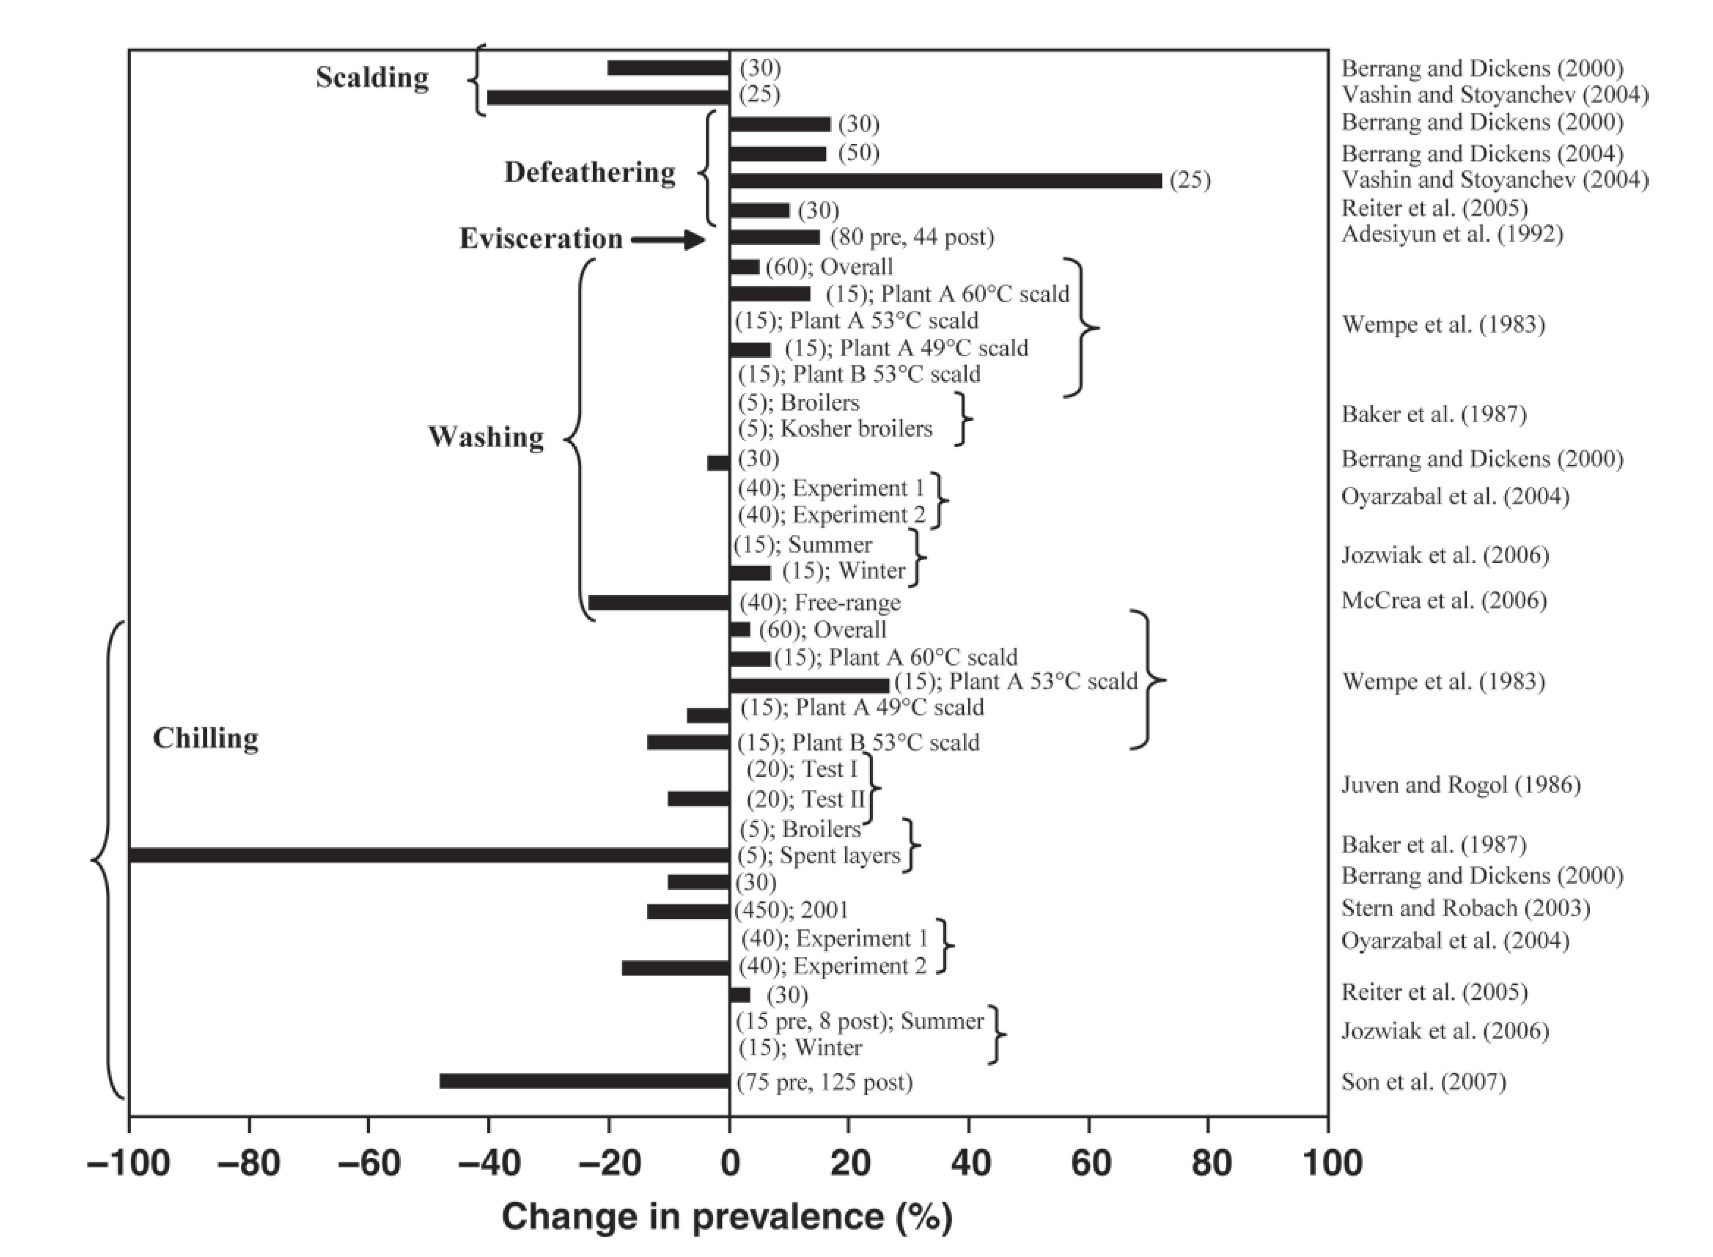 Scalding
(30)
Berrang and Dickens (2000)
(25)
Vashin and Stoyanchev (2004)
Defeathering
(30)
Berrang and Dickens (2000)
(50)
Berrang and Dickens (2004)
(25)
Vashin and Stoyanchev (2004)
(30)
Reiter et al. (2005)
Evisceration
(80 pre, 44 post)
Adesiyun et al. (1992)
Washing
(60); Overall
(15); Plant A 60°C scald
(15); Plant A 53°C scald
(15); Plant A 49°C scald
(15); Plant B 53°C scald
Wempe et al. (1983)
(5); Broilers
(5); Kosher broilers
Baker et al. (1987)
(30)
Berrang and Dickens (2000)
(40); Experiment 1
(40); Experiment 2
Oyarzabal et al. (2004)
(15); Summer
(15); Winter
Jozwiak et al. (2006)
(40); Free-range
McCrea et al. (2006)
Chilling
(60); Overall
(15); Plant A 60°C scald
(15); Plant A 53°C scald
(15); Plant A 49°C scald
(15); Plant B 53°C scald
Wempe et al. (1983)
(20); Test I
(20); Test II
Juven and Rogol (1986)
(5); Broilers
(5); Spent layers
Baker et al. (1987)
(30)
Berrang and Dickens (2000)
(450); 2001
Stern and Robach (2003)
(40); Experiment 1
(40); Experiment 2
Oyarzabal et al. (2004)
(30)
Reiter et al. (2005)
(15 pre, 8 post); Summer
(15); Winter
Jozwiak et al. (2006)
(75 pre, 125 post)
Son et al. (2007)
−100 −80 −60 −40 −20 0 20 40 60 80 100
Change in prevalence (%)